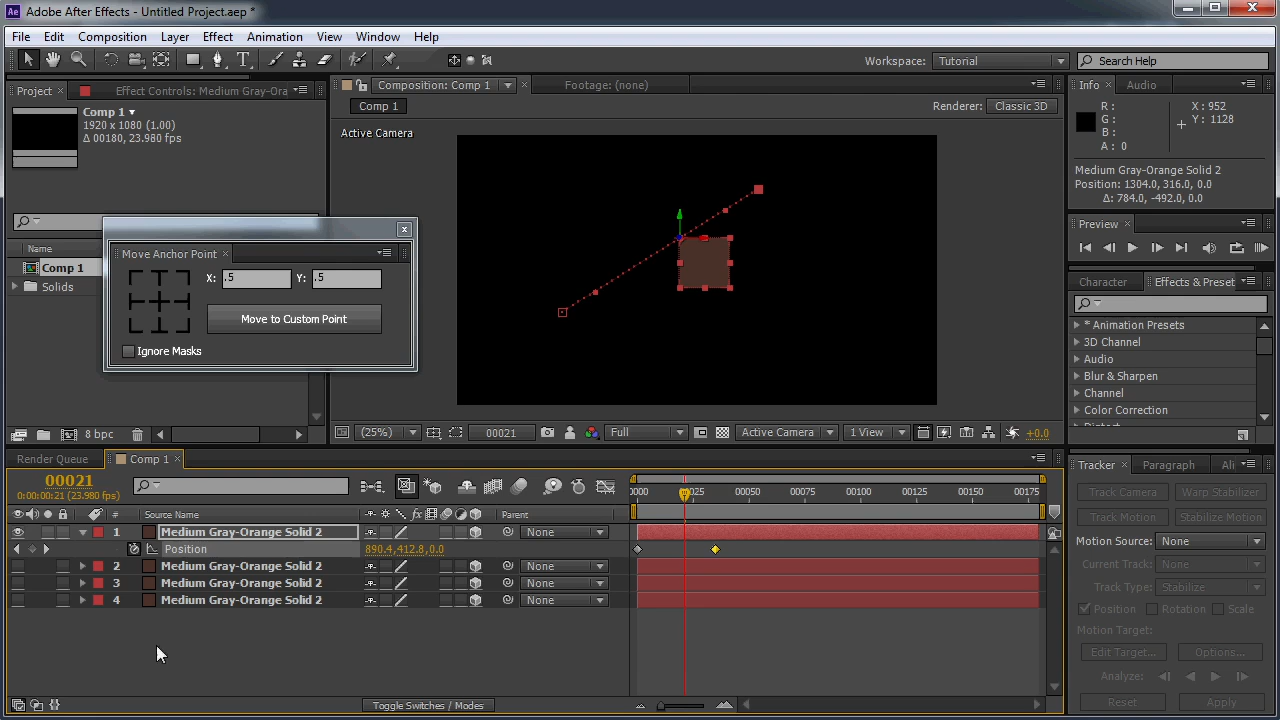 Adobe After Effects - Untitled Project.aep *
File Edit Composition Layer Effect Animation View Window Help
Workspace: Tutorial Search Help
Project Effect Controls: Medium Gray-Ora
Comp 1
1920 x 1080 (1.00)
Δ 00180, 23.980 fps
Name
Comp 1
Solids
8 bpc
Move Anchor Point
X: .5 Y: .5
Move to Custom Point
Ignore Masks
Composition: Comp 1 Footage: (none)
Comp 1 Renderer: Classic 3D
Active Camera
(25%) 00021 Full Active Camera 1 View +0.0
Info Audio
R : X : 952
G : Y : 1128
B :
A : 0
Medium Gray-Orange Solid 2
Position: 1304.0, 316.0, 0.0
Δ: 784.0, -492.0, 0.0
Preview
Character Effects & Preset
* Animation Presets
3D Channel
Audio
Blur & Sharpen
Channel
Color Correction
Render Queue Comp 1
00021
0:00:00:21 (23.980 fps)
0000 00025 00050 00075 00100 00125 00150 00175
# Source Name Parent
1 Medium Gray-Orange Solid 2 None
Position 890.4,412.8,0.0
2 Medium Gray-Orange Solid 2 None
3 Medium Gray-Orange Solid 2 None
4 Medium Gray-Orange Solid 2 None
Toggle Switches / Modes
Tracker Paragraph Ali
Track Camera Warp Stabilizer
Track Motion Stabilize Motion
Motion Source: None
Current Track: None
Track Type: Stabilize
Position Rotation Scale
Motion Target:
Edit Target... Options...
Analyze:
Reset Apply